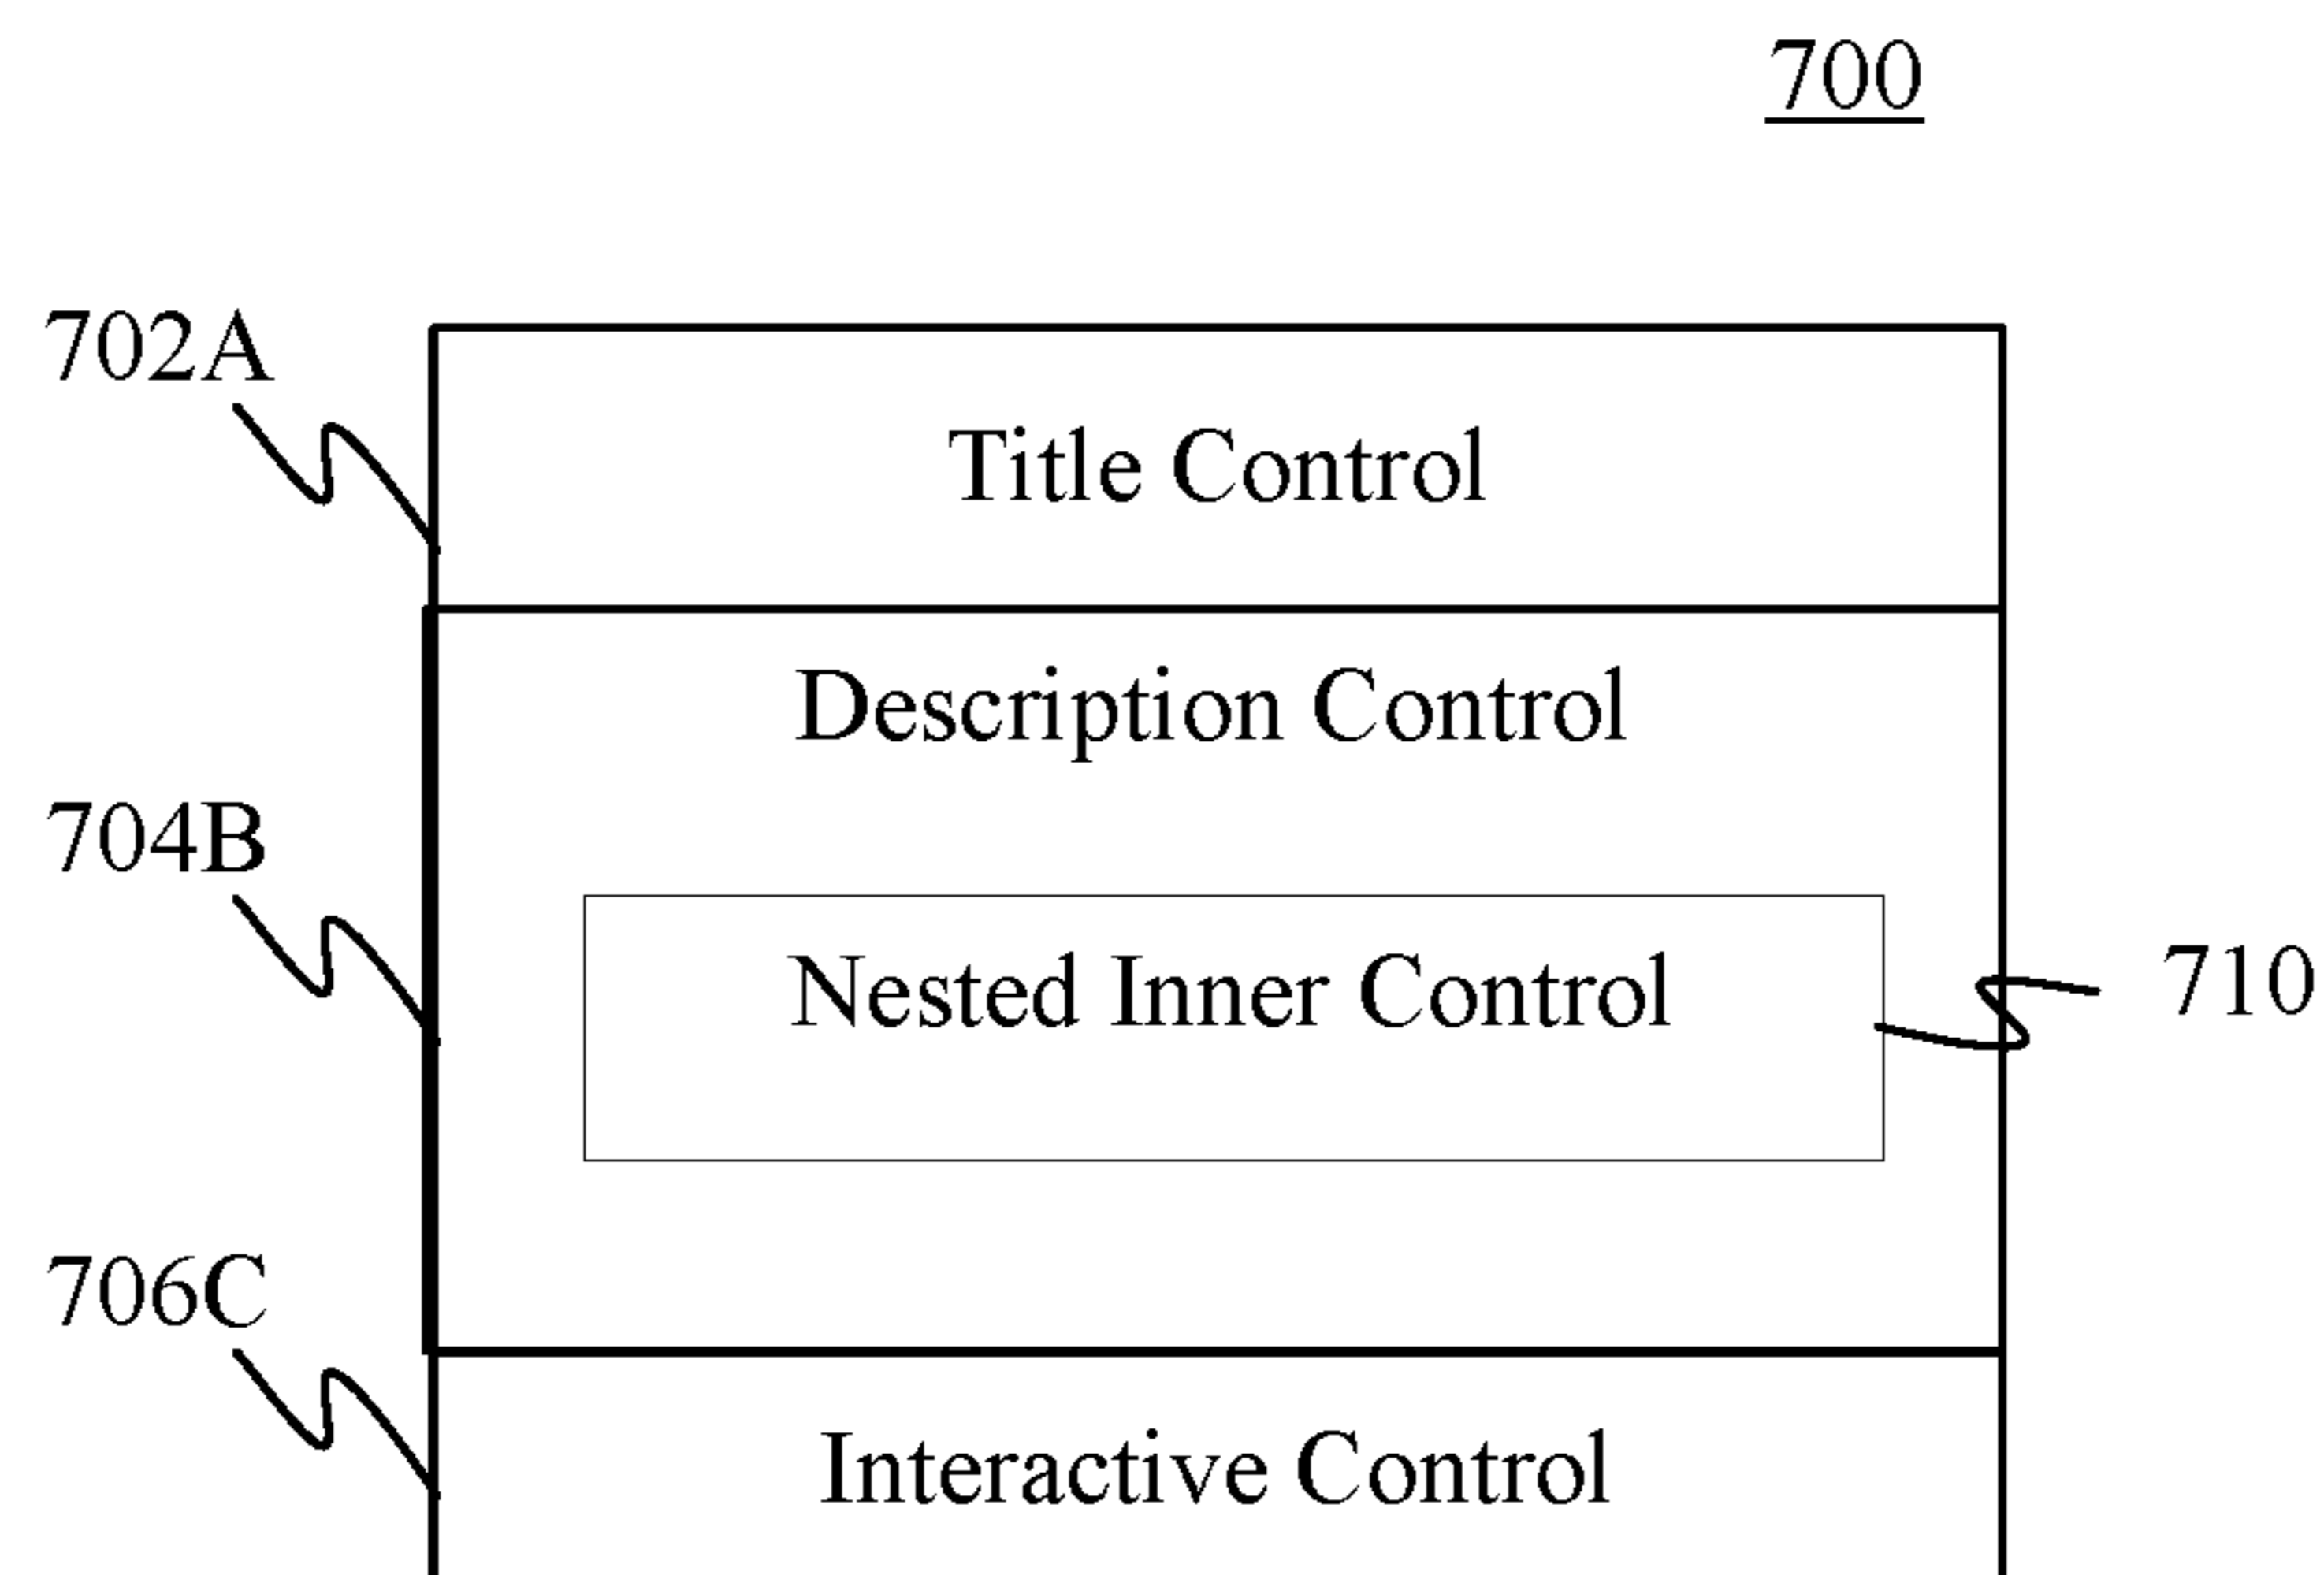 700
702A
Title Control
Description Control
704B
Nested Inner Control
710
706C
Interactive Control